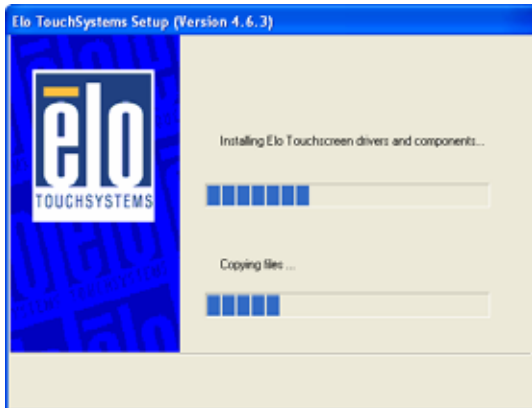 Elo TouchSystems Setup (Version 4.6.3)
elo
TOUCHSYSTEMS
Installing Elo Touchscreen drivers and components...
Copying files ...